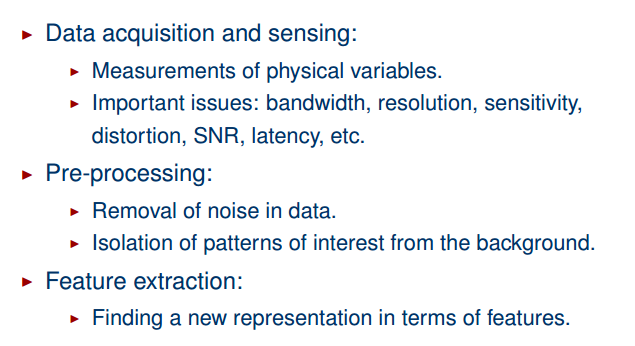 Data acquisition and sensing:
Measurements of physical variables.
Important issues: bandwidth, resolution, sensitivity,
distortion, SNR, latency, etc.
Pre-processing:
Removal of noise in data.
Isolation of patterns of interest from the background.
Feature extraction:
Finding a new representation in terms of features.